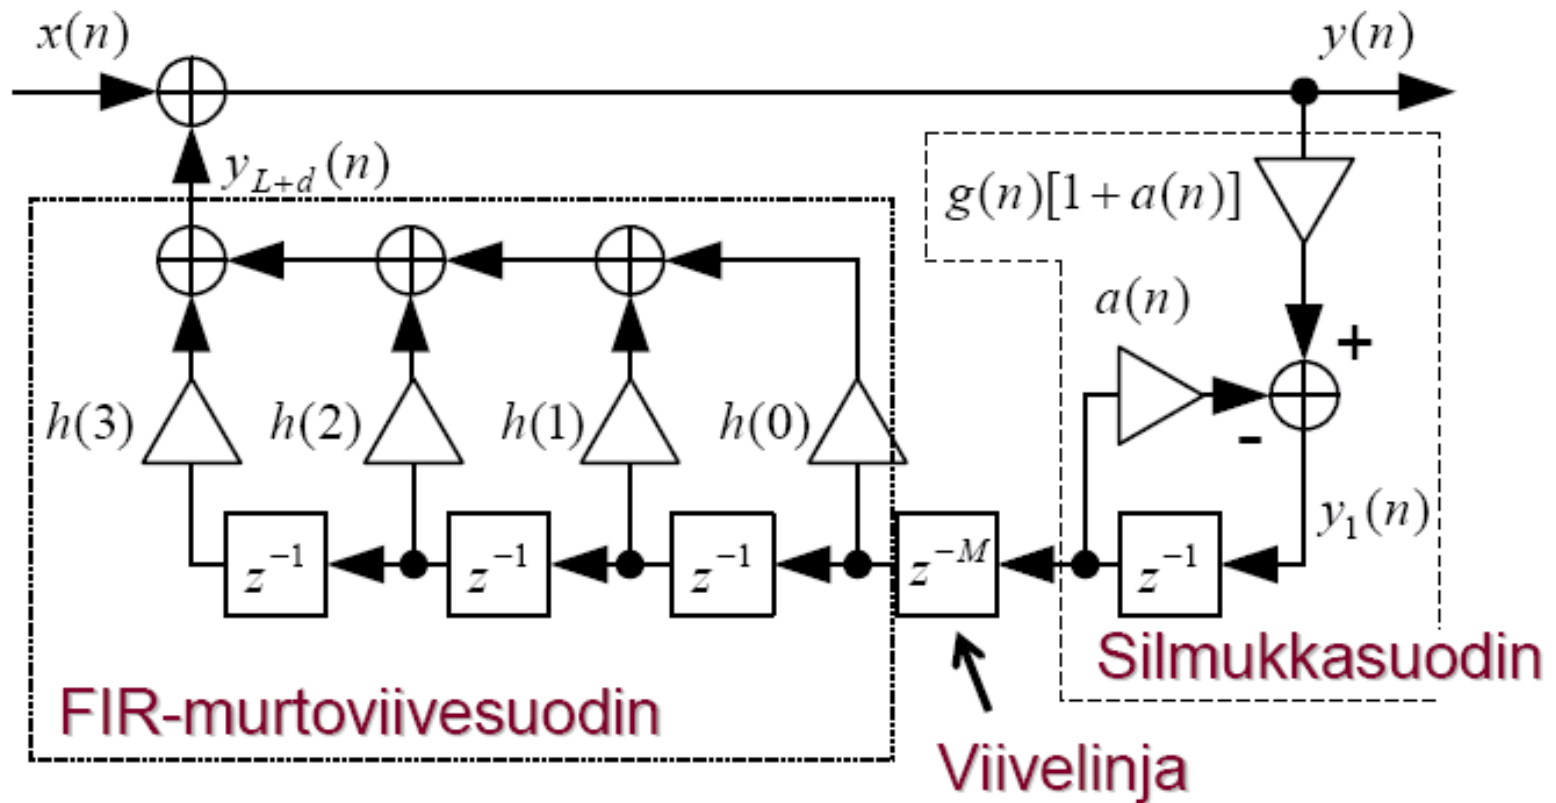 x(n)
y(n)
y_{L+d}(n)
g(n)[1+a(n)]
a(n)
+
h(3)
h(2)
h(1)
h(0)
-
y_1(n)
z^{-1}
z^{-1}
z^{-1}
z^{-M}
z^{-1}
Silmukkasuodin
FIR-murtoviivesuodin
Viivelinja